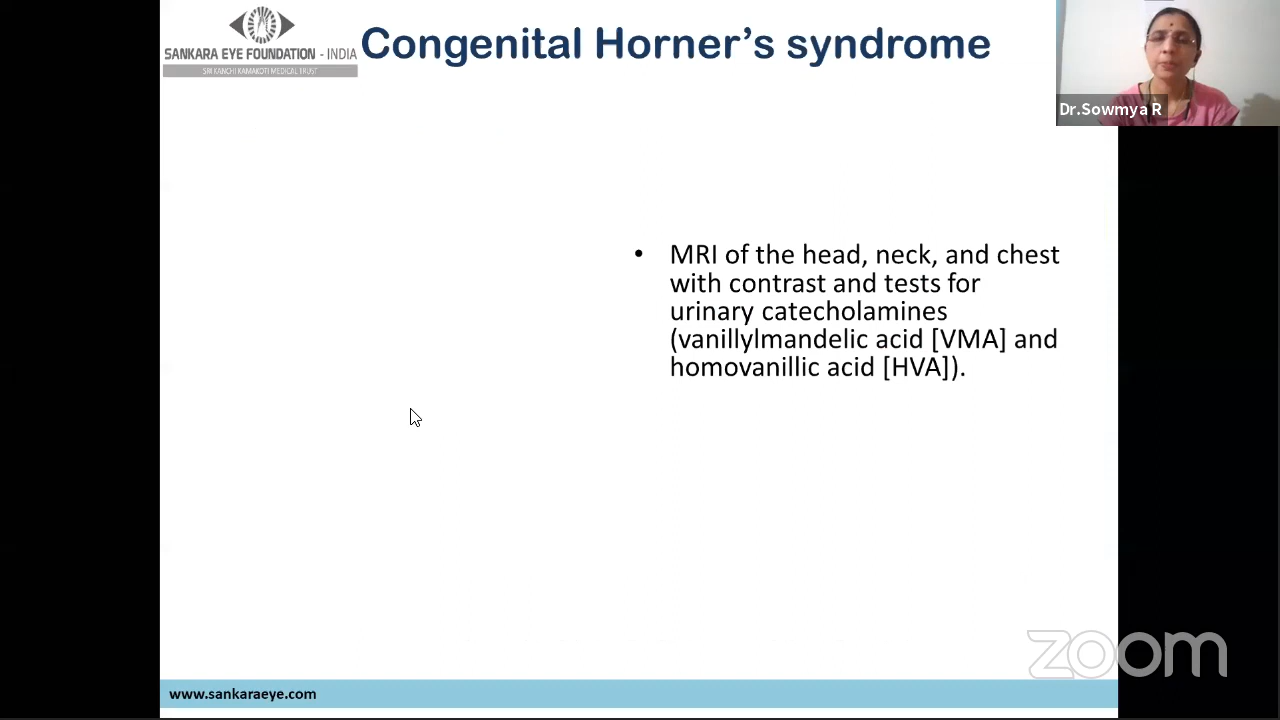 SANKARA EYE FOUNDATION - INDIA
SRI KANCHI KAMAKOTI MEDICAL TRUST
Congenital Horner's syndrome
Dr.Sowmya R
• MRI of the head, neck, and chest
with contrast and tests for
urinary catecholamines
(vanillylmandelic acid [VMA] and
homovanillic acid [HVA]).
zoom
www.sankaraeye.com